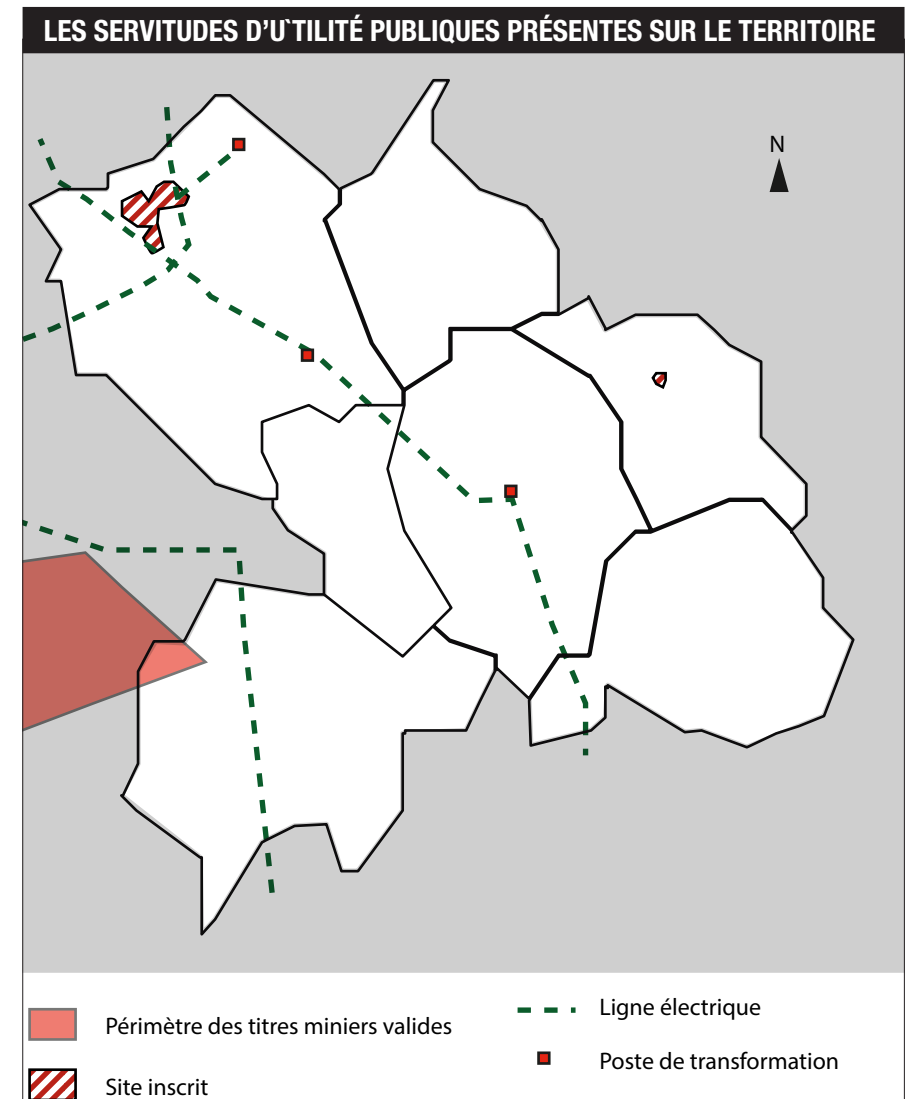 LES SERVITUDES D'U`TILITÉ PUBLIQUES PRÉSENTES SUR LE TERRITOIRE
N
Périmètre des titres miniers valides
Site inscrit
Ligne électrique
Poste de transformation